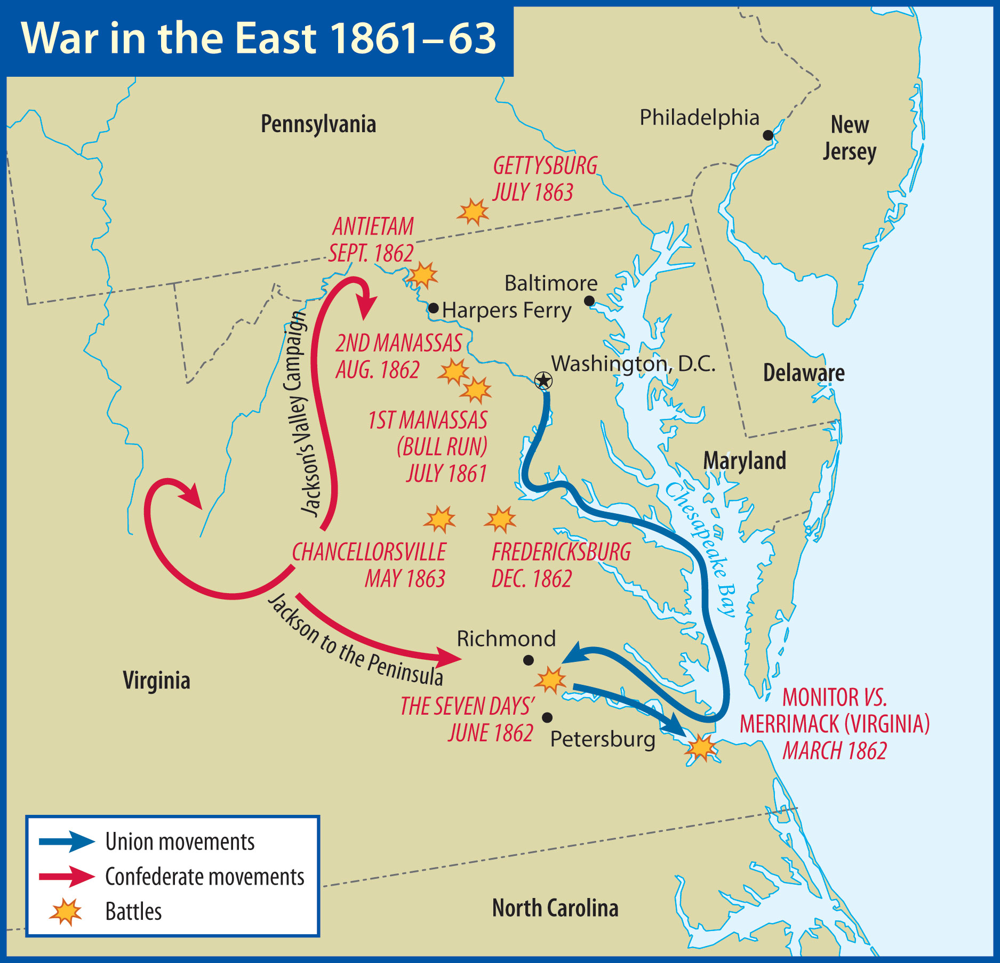 War in the East 1861–63
Pennsylvania
Philadelphia
New
Jersey
GETTYSBURG
JULY 1863
ANTIETAM
SEPT. 1862
Baltimore
Harpers Ferry
2ND MANASSAS
AUG. 1862
Washington, D.C.
Delaware
Jackson's Valley Campaign
1ST MANASSAS
(BULL RUN)
JULY 1861
Maryland
Chesapeake Bay
CHANCELLORSVILLE
MAY 1863
FREDERICKSBURG
DEC. 1862
Jackson to the Peninsula
Richmond
Virginia
THE SEVEN DAYS'
JUNE 1862
Petersburg
MONITOR VS.
MERRIMACK (VIRGINIA)
MARCH 1862
Union movements
Confederate movements
Battles
North Carolina